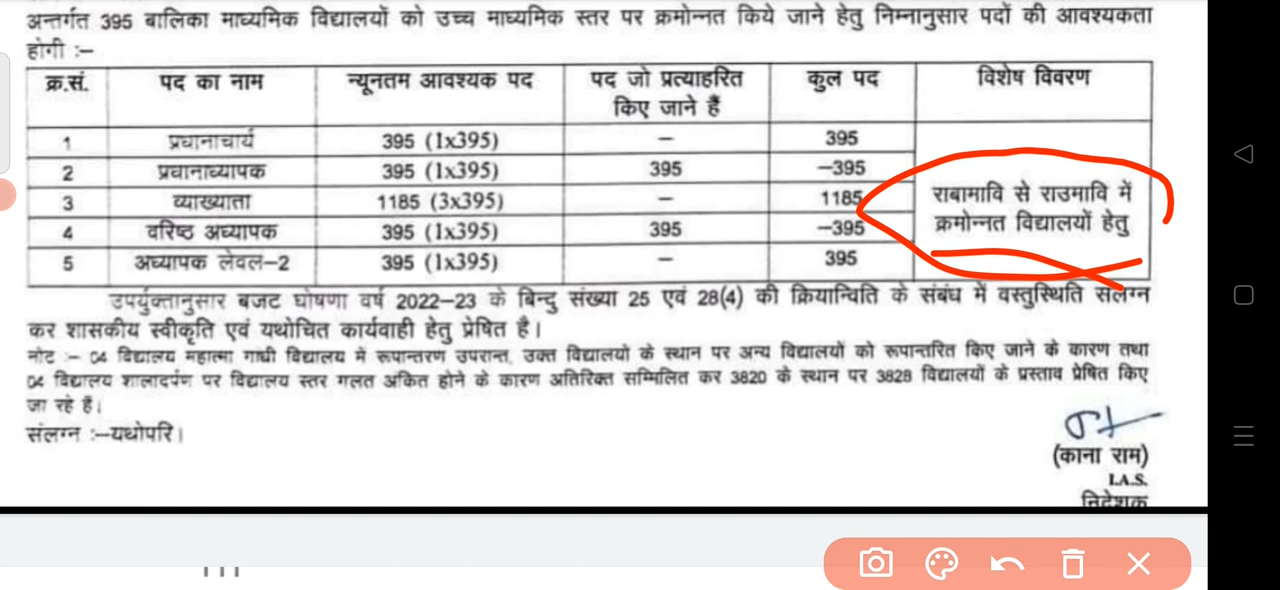 अन्तर्गत 395 बालिका माध्यमिक विद्यालयों को उच्च माध्यमिक स्तर पर क्रमोन्नत किये जाने हेतु निम्नानुसार पदों की आवश्यकता
होगी :–
क्र.सं. पद का नाम न्यूनतम आवश्यक पद पद जो प्रत्याहरित किए जाने हैं कुल पद विशेष विवरण
1 प्रधानाचार्य 395 (1x395) – 395
2 प्रधानाध्यापक 395 (1x395) 395 –395
3 व्याख्याता 1185 (3x395) – 1185
4 वरिष्ठ अध्यापक 395 (1x395) 395 –395
5 अध्यापक लेवल–2 395 (1x395) – 395
राबामावि से राउमावि में
क्रमोन्नत विद्यालयों हेतु
उपर्युक्तानुसार बजट घोषणा वर्ष 2022–23 के बिन्दु संख्या 25 एवं 28(4) की क्रियान्विति के संबंध में वस्तुस्थिति संलग्न
कर शासकीय स्वीकृति एवं यथोचित कार्यवाही हेतु प्रेषित है।
नोट :– 04 विद्यालय महात्मा गांधी विद्यालय में रूपान्तरण उपरान्त, उक्त विद्यालयों के स्थान पर अन्य विद्यालयों को रूपान्तरित किए जाने के कारण तथा
04 विद्यालय शालादर्पण पर विद्यालय स्तर गलत अंकित होने के कारण अतिरिक्त सम्मिलित कर 3820 के स्थान पर 3828 विद्यालयों के प्रस्ताव प्रेषित किए
जा रहे हैं।
संलग्न :–यथोपरि।
(काना राम)
I.A.S.
निदेशक